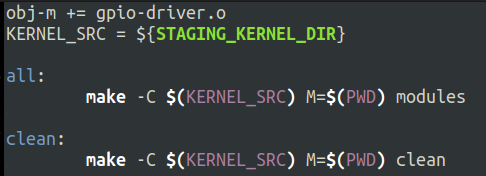 obj-m += gpio-driver.o
KERNEL_SRC = ${STAGING_KERNEL_DIR}
all:
make -C $(KERNEL_SRC) M=$(PWD) modules
clean:
make -C $(KERNEL_SRC) M=$(PWD) clean